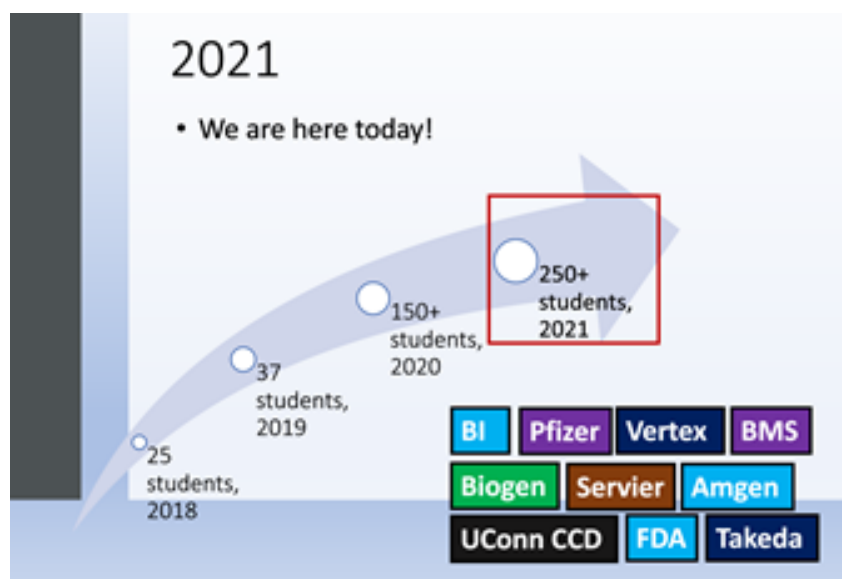 2021
• We are here today!
250+
students,
2021
150+
students,
2020
37
students,
2019
25
students,
2018
BI Pfizer Vertex BMS
Biogen Servier Amgen
UConn CCD FDA Takeda